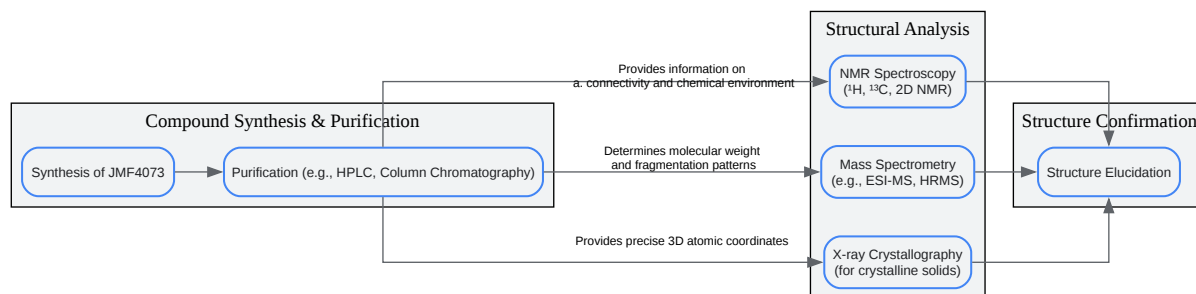 Compound Synthesis & Purification
Synthesis of JMF4073
Purification (e.g., HPLC, Column Chromatography)
Provides information on
a. connectivity and chemical environment
Determines molecular weight
and fragmentation patterns
Provides precise 3D atomic coordinates
Structural Analysis
NMR Spectroscopy
(¹H, ¹³C, 2D NMR)
Mass Spectrometry
(e.g., ESI-MS, HRMS)
X-ray Crystallography
(for crystalline solids)
Structure Confirmation
Structure Elucidation